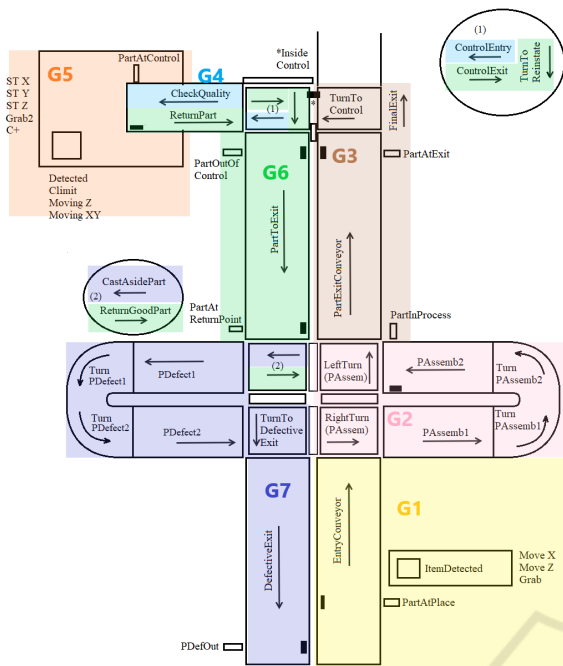 (1)
ControlEntry
ControlExit
TurnTo
Reinstate
G5
PartAtControl
G4
*Inside
Control
ST X
ST Y
ST Z
Grab2
C+
CheckQuality
ReturnPart
(1)
*
TurnTo
Control
FinalExit
Detected
Climit
Moving Z
Moving XY
PartOutOf
Control
G6
G3
PartAtExit
PartToExit
PartExitConveyor
CastAsidePart
(2)
ReturnGoodPart
PartAt
ReturnPoint
PartInProcess
Turn
PDefect1
PDefect1
(2)
LeftTurn
(PAssem)
PAssemb2
Turn
PAssemb2
Turn
PDefect2
PDefect2
TurnTo
Defective
Exit
RightTurn
(PAssem)
G2
PAssemb1
Turn
PAssemb1
G7
G1
DefectiveExit
EntryConveyor
ItemDetected
Move X
Move Z
Grab
PartAtPlace
PDefOut